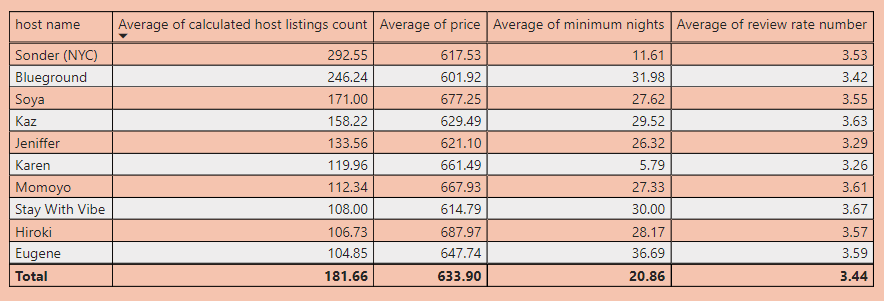 host name Average of calculated host listings count Average of price Average of minimum nights Average of review rate number
Sonder (NYC) 292.55 617.53 11.61 3.53
Blueground 246.24 601.92 31.98 3.42
Soya 171.00 677.25 27.62 3.55
Kaz 158.22 629.49 29.52 3.63
Jeniffer 133.56 621.10 26.32 3.29
Karen 119.96 661.49 5.79 3.26
Momoyo 112.34 667.93 27.33 3.61
Stay With Vibe 108.00 614.79 30.00 3.67
Hiroki 106.73 687.97 28.17 3.57
Eugene 104.85 647.74 36.69 3.59
Total 181.66 633.90 20.86 3.44